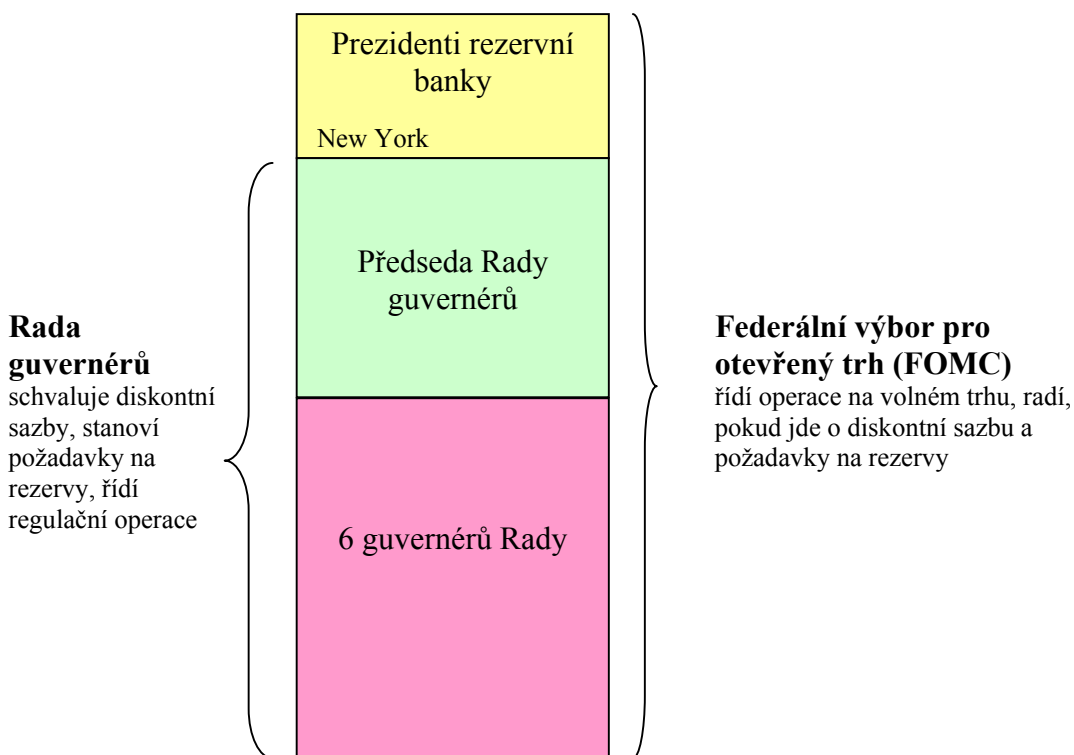 Prezidenti rezervní
banky
New York
Předseda Rady
guvernérů
6 guvernérů Rady
Rada
guvernérů
schvaluje diskontní
sazby, stanoví
požadavky na
rezervy, řídí
regulační operace
Federální výbor pro
otevřený trh (FOMC)
řídí operace na volném trhu, radí,
pokud jde o diskontní sazbu a
požadavky na rezervy